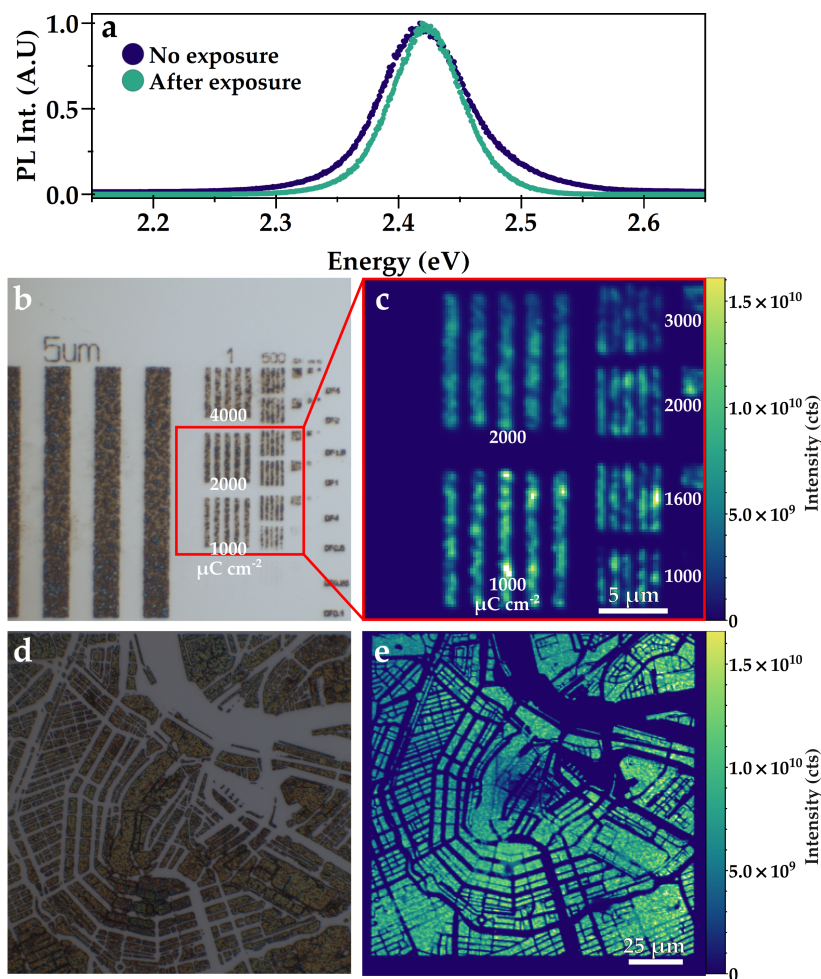 a
No exposure
After exposure
PL Int. (A.U)
1.0
0.5
0.0
2.2 2.3 2.4 2.5 2.6
Energy (eV)
b
5um
1
500
4000
2000
1000
µC cm⁻²
c
3000
2000
2000
1600
1000
1000
µC cm⁻²
5 µm
1.5 × 10¹⁰
1.0 × 10¹⁰
5.0 × 10⁹
0
Intensity (cts)
d
e
25 µm
1.5 × 10¹⁰
1.0 × 10¹⁰
5.0 × 10⁹
0
Intensity (cts)